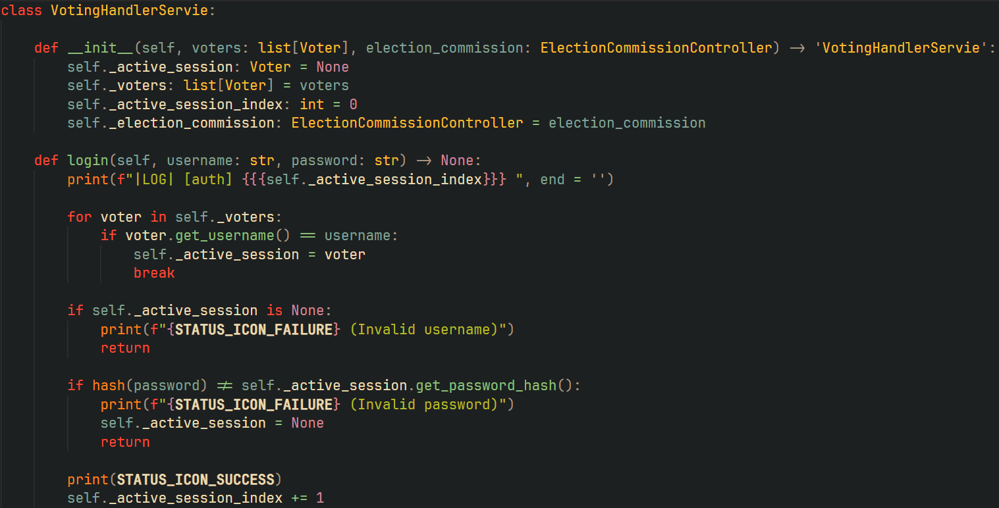 class VotingHandlerServie:
def __init__(self, voters: list[Voter], election_commission: ElectionCommissionController) -> 'VotingHandlerServie':
self._active_session: Voter = None
self._voters: list[Voter] = voters
self._active_session_index: int = 0
self._election_commission: ElectionCommissionController = election_commission
def login(self, username: str, password: str) -> None:
print(f"|LOG| [auth] {{{self._active_session_index}}} ", end = '')
for voter in self._voters:
if voter.get_username() == username:
self._active_session = voter
break
if self._active_session is None:
print(f"{STATUS_ICON_FAILURE} (Invalid username)")
return
if hash(password) != self._active_session.get_password_hash():
print(f"{STATUS_ICON_FAILURE} (Invalid password)")
self._active_session = None
return
print(STATUS_ICON_SUCCESS)
self._active_session_index += 1